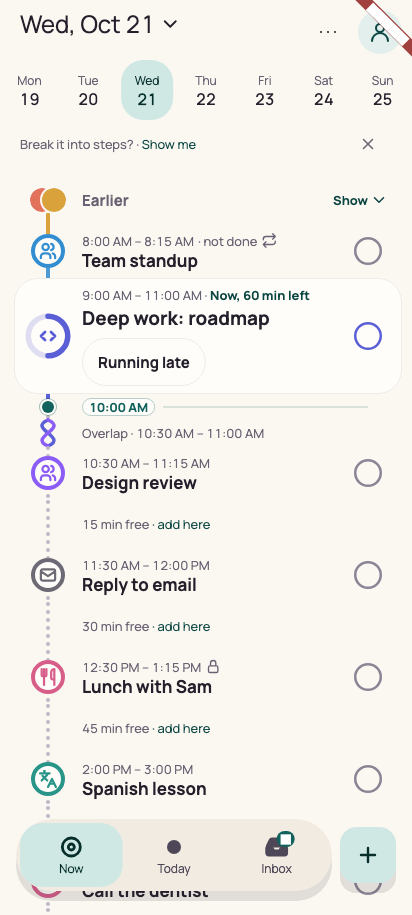 Wed, Oct 21
...
Mon Tue Wed Thu Fri Sat Sun
19 20 21 22 23 24 25
Break it into steps? · Show me
Earlier Show
8:00 AM – 8:15 AM · not done
Team standup
9:00 AM – 11:00 AM · Now, 60 min left
Deep work: roadmap
Running late
10:00 AM
Overlap · 10:30 AM – 11:00 AM
10:30 AM – 11:15 AM
Design review
15 min free · add here
11:30 AM – 12:00 PM
Reply to email
30 min free · add here
12:30 PM – 1:15 PM
Lunch with Sam
45 min free · add here
2:00 PM – 3:00 PM
Spanish lesson
Now Today Inbox
Call the dentist